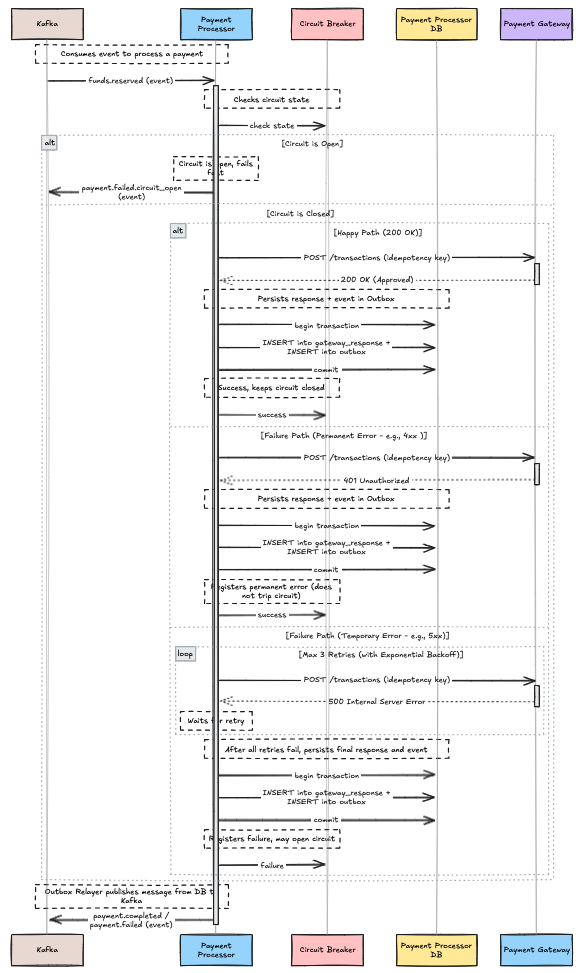 Kafka
Payment
Processor
Circuit Breaker
Payment Processor
DB
Payment Gateway
Consumes event to process a payment
funds.reserved (event)
Checks circuit state
check state
alt
[Circuit is Open]
Circuit is open, fails
fast
payment.failed.circuit_open
(event)
[Circuit is Closed]
alt
[Happy Path (200 OK)]
POST /transactions (idempotency key)
200 OK (Approved)
Persists response + event in Outbox
begin transaction
INSERT into gateway_response +
INSERT into outbox
commit
Success, keeps circuit closed
success
[Failure Path (Permanent Error - e.g., 4xx )]
POST /transactions (idempotency key)
401 Unauthorized
Persists response + event in Outbox
begin transaction
INSERT into gateway_response +
INSERT into outbox
commit
Registers permanent error (does
not trip circuit)
success
[Failure Path (Temporary Error - e.g., 5xx)]
loop
[Max 3 Retries (with Exponential Backoff)]
POST /transactions (idempotency key)
500 Internal Server Error
Waits for retry
After all retries fail, persists final response and event
begin transaction
INSERT into gateway_response +
INSERT into outbox
commit
Registers failure, may open circuit
failure
Outbox Relayer publishes message from DB to
Kafka
payment.completed /
payment.failed (event)
Kafka
Payment
Processor
Circuit Breaker
Payment Processor
DB
Payment Gateway